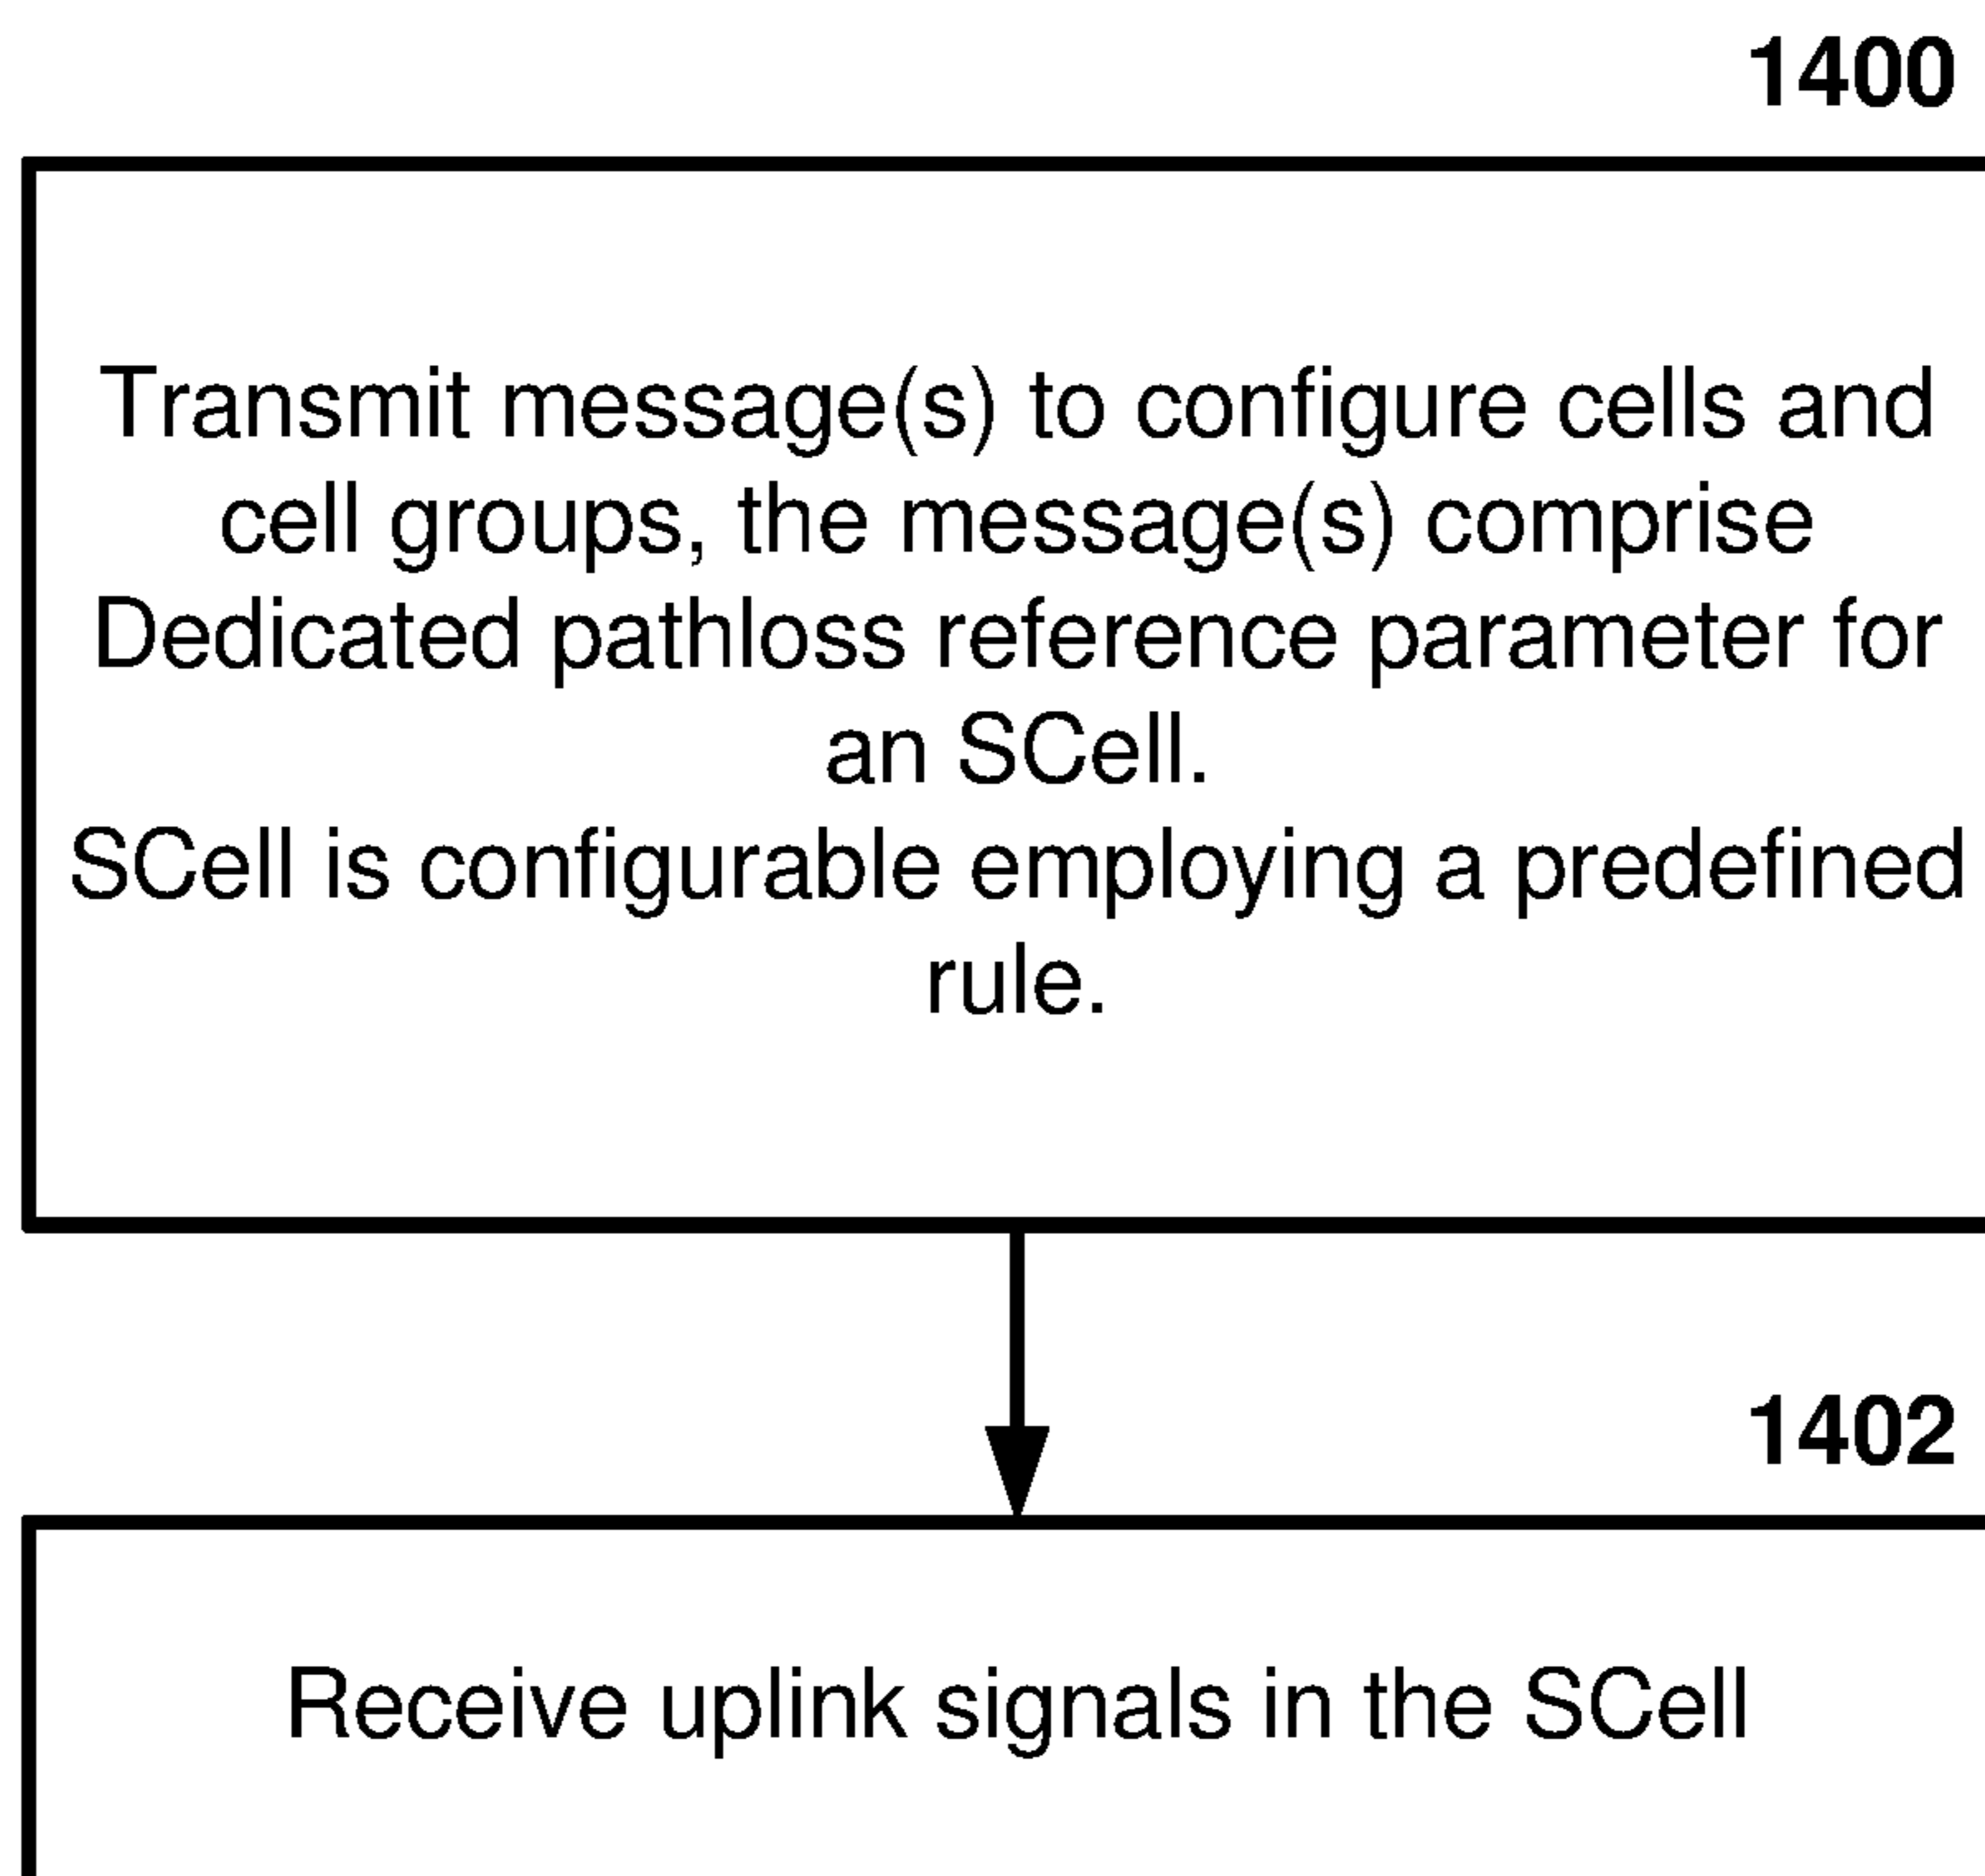 1400
Transmit message(s) to configure cells and
cell groups, the message(s) comprise
Dedicated pathloss reference parameter for
an SCell.
SCell is configurable employing a predefined
rule.
1402
Receive uplink signals in the SCell